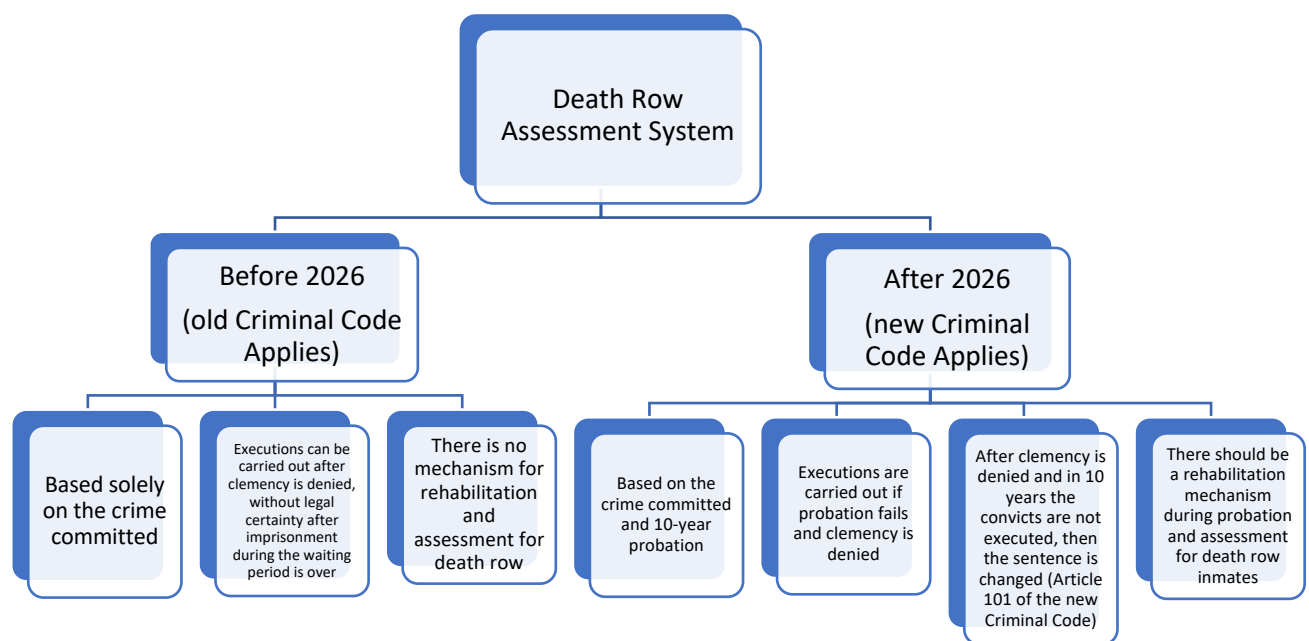 Death Row
Assessment System
Before 2026
(old Criminal Code
Applies)
After 2026
(new Criminal
Code Applies)
Based solely
on the crime
committed
Executions can be
carried out after
clemency is denied,
without legal
certainty after
imprisonment
during the waiting
period is over
There is no
mechanism for
rehabilitation
and
assessment for
death row
Based on the
crime committed
and 10-year
probation
Executions are
carried out if
probation fails
and clemency is
denied
After clemency is
denied and in 10
years the
convicts are not
executed, then
the sentence is
changed (Article
101 of the new
Criminal Code)
There should be
a rehabilitation
mechanism
during probation
and assessment
for death row
inmates